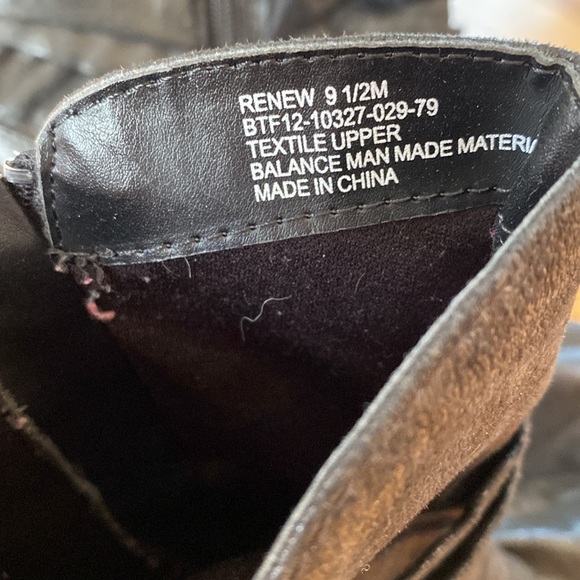 RENEW 9 1/2M
BTF12-10327-029-79
TEXTILE UPPER
BALANCE MAN MADE MATERI
MADE IN CHINA